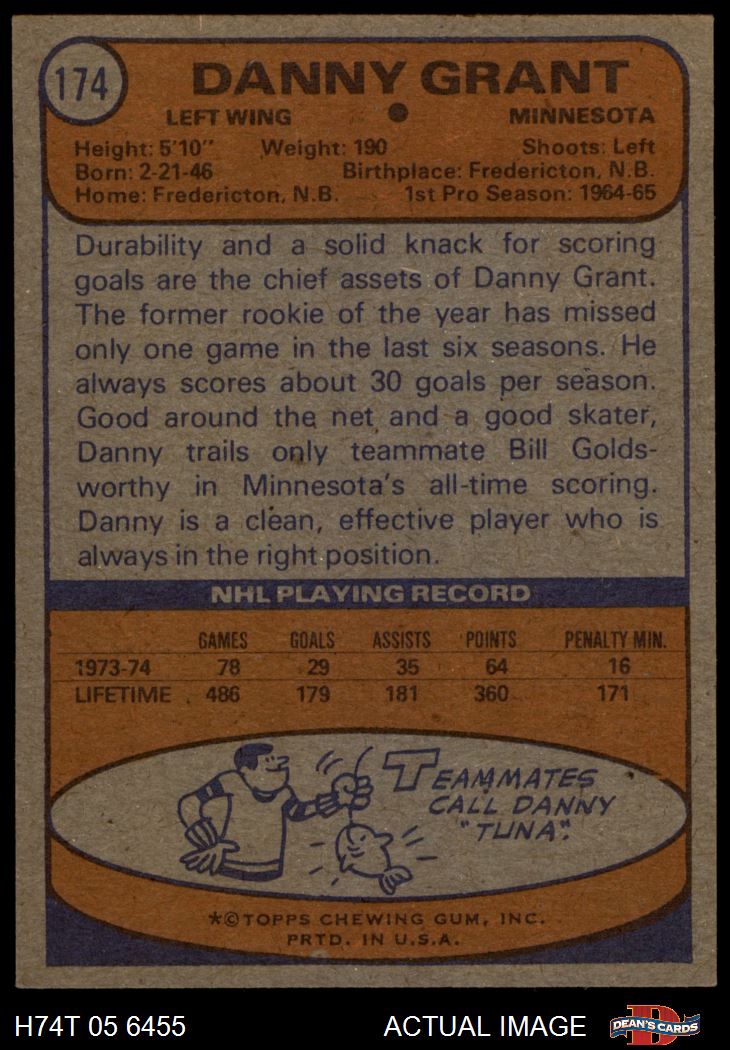 174
DANNY GRANT
LEFT WING ● MINNESOTA
Height: 5'10" Weight: 190 Shoots: Left
Born: 2-21-46 Birthplace: Fredericton, N.B.
Home: Fredericton, N.B. 1st Pro Season: 1964-65
Durability and a solid knack for scoring
goals are the chief assets of Danny Grant.
The former rookie of the year has missed
only one game in the last six seasons. He
always scores about 30 goals per season.
Good around the net and a good skater,
Danny trails only teammate Bill Golds-
worthy in Minnesota's all-time scoring.
Danny is a clean, effective player who is
always in the right position.
NHL PLAYING RECORD
GAMES GOALS ASSISTS POINTS PENALTY MIN.
1973-74 78 29 35 64 16
LIFETIME 486 179 181 360 171
TEAMMATES
CALL DANNY
"TUNA".
*©TOPPS CHEWING GUM, INC.
PRTD. IN U.S.A.
H74T 05 6455 ACTUAL IMAGE DEAN'S CARDS